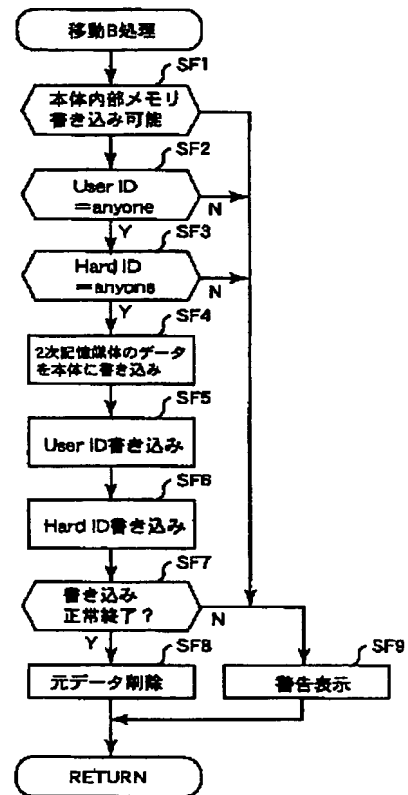 移動B処理
SF1
本体内部メモリ
書き込み可能
SF2
User ID
=anyone
N
Y
SF3
Hard ID
=anyone
N
Y
SF4
2次記憶媒体のデータ
を本体に書き込み
SF5
User ID書き込み
SF6
Hard ID書き込み
SF7
書き込み
正常終了?
N
Y
SF8
元データ削除
SF9
警告表示
RETURN